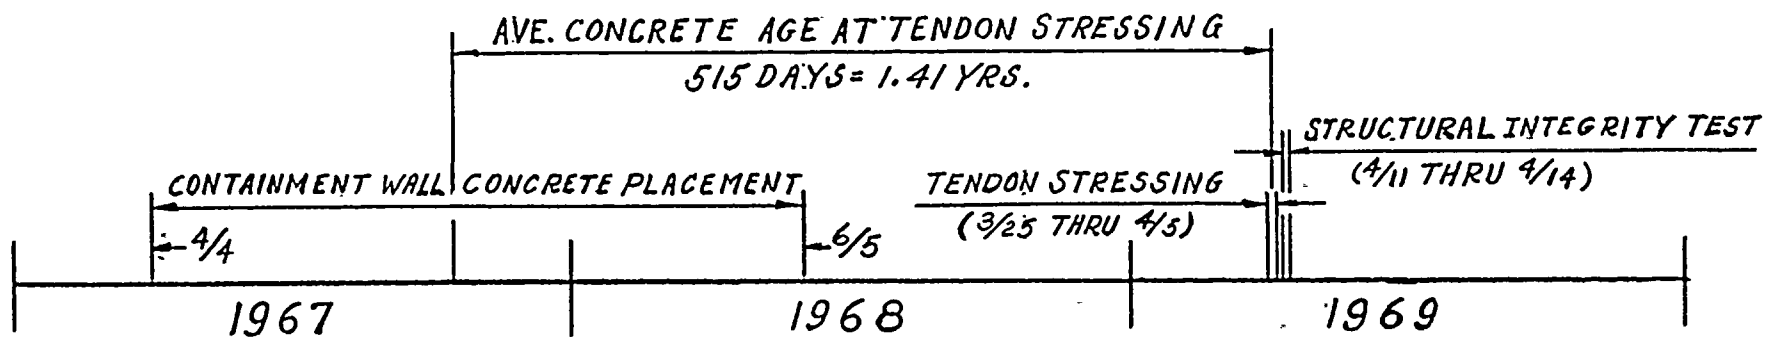 AVE. CONCRETE AGE AT TENDON STRESSING
515 DAYS = 1.41 YRS.
STRUCTURAL INTEGRITY TEST
(4/11 THRU 4/14)
CONTAINMENT WALL CONCRETE PLACEMENT
TENDON STRESSING
(3/25 THRU 4/5)
4/4
6/5
1967
1968
1969